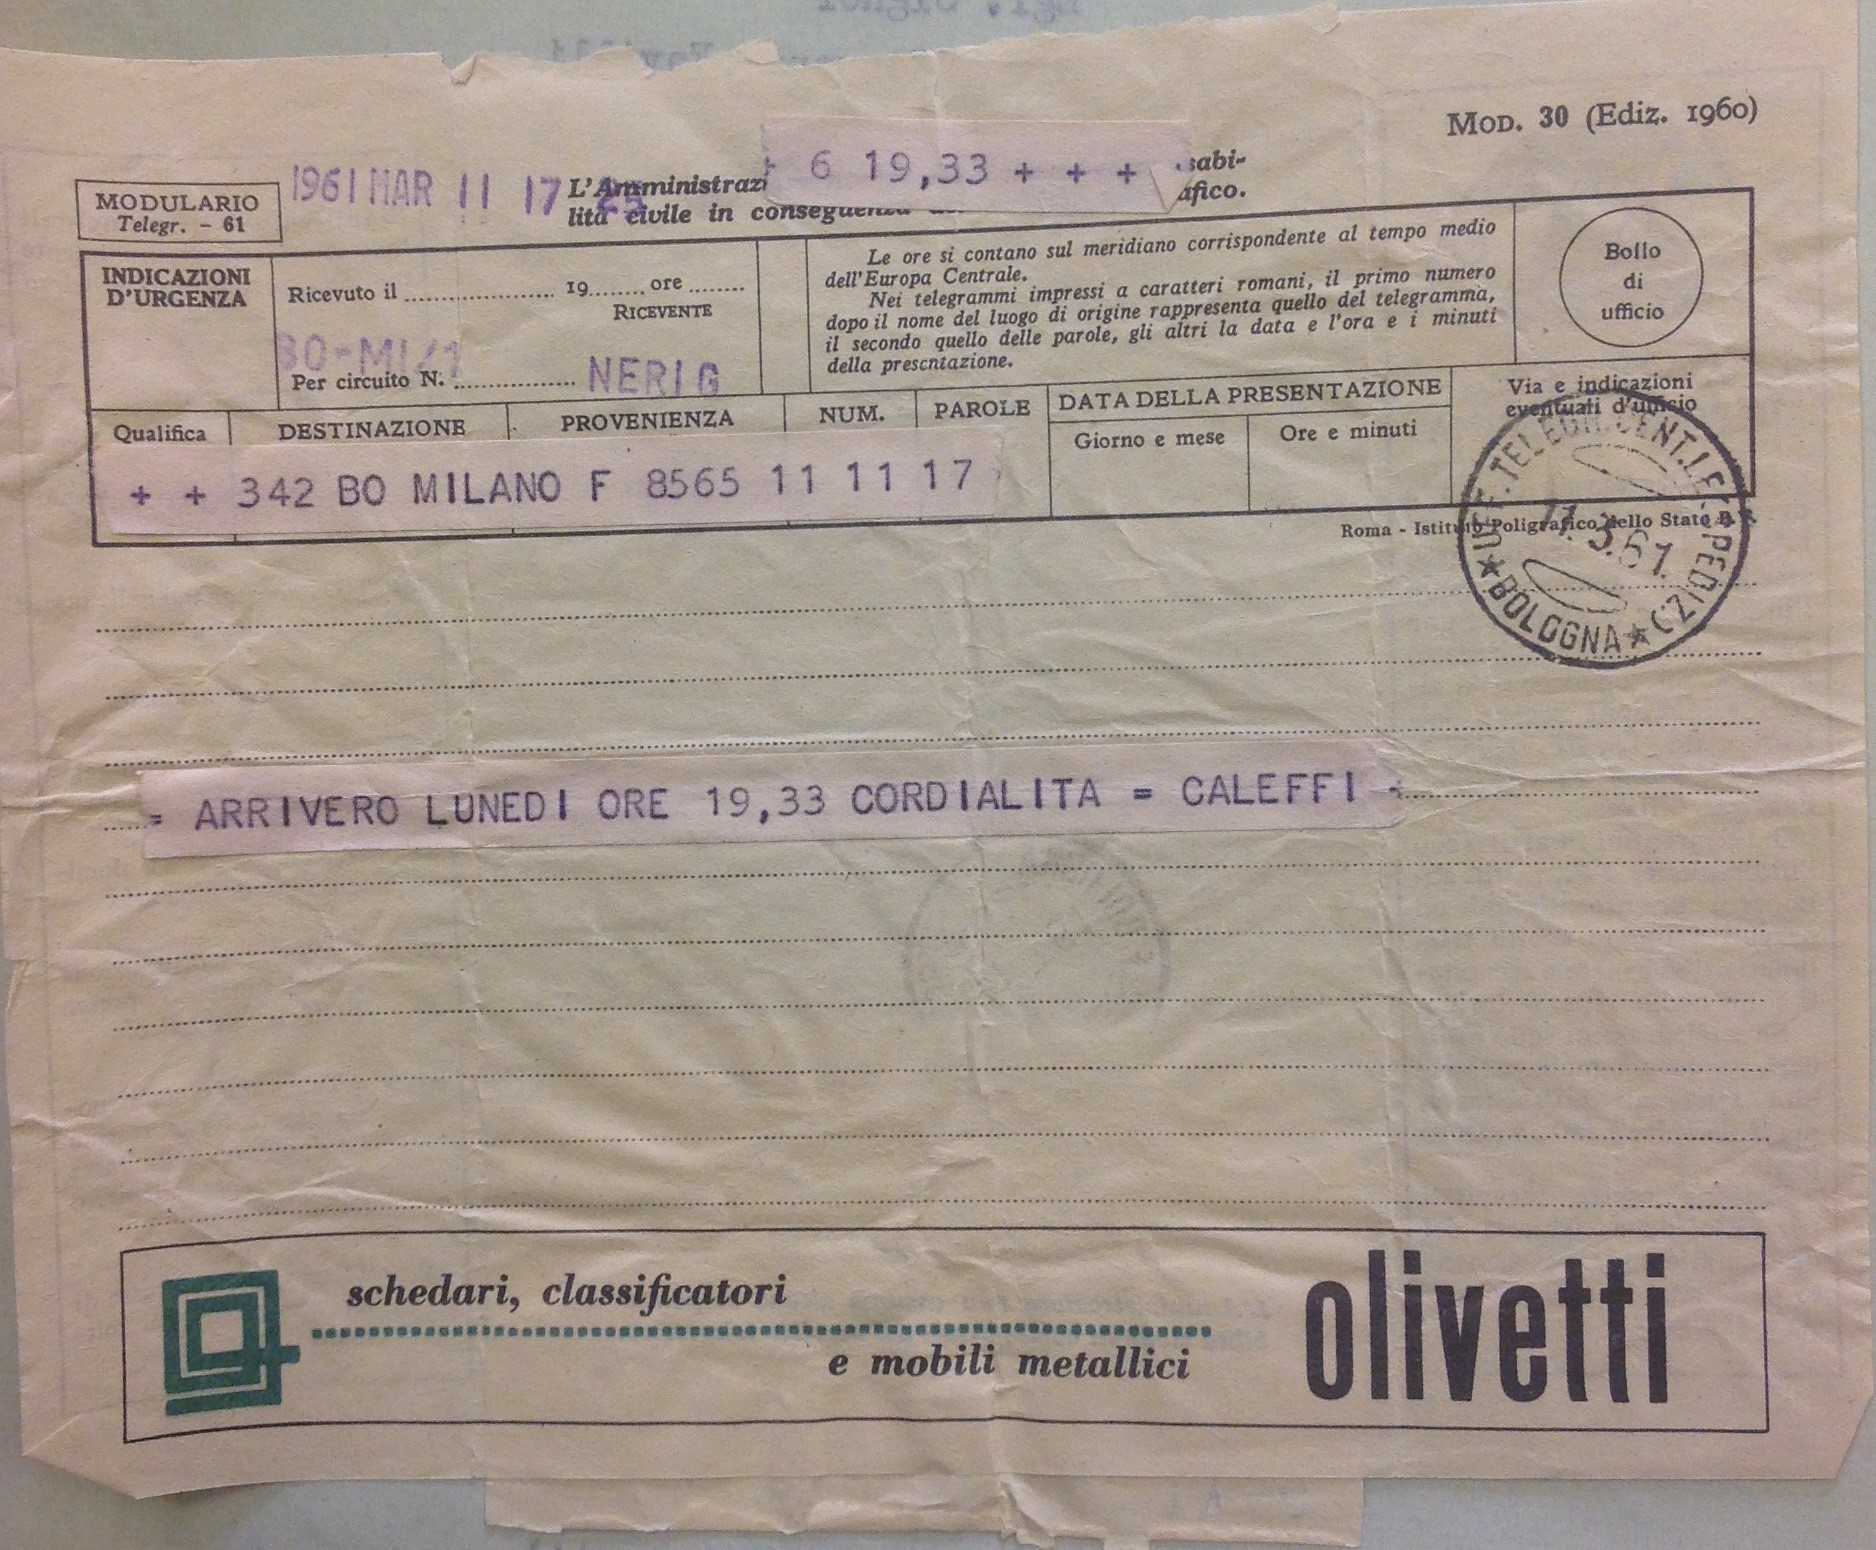 Mod. 30 (Ediz. 1960)
MODULARIO
Telegr. - 61
1961 MAR 11 17 25
L'Amministrazi
sabi-
lità civile in conseguenza
afico.
+ 6 19,33 + + +
INDICAZIONI
D'URGENZA
Ricevuto il 19 ore
RICEVENTE
BO-MI/1
Per circuito N. NERI G
Le ore si contano sul meridiano corrispondente al tempo medio
dell'Europa Centrale.
Nei telegrammi impressi a caratteri romani, il primo numero
dopo il nome del luogo di origine rappresenta quello del telegramma,
il secondo quello delle parole, gli altri la data e l'ora e i minuti
della presentazione.
Bollo
di
ufficio
Qualifica
DESTINAZIONE
PROVENIENZA
NUM.
PAROLE
DATA DELLA PRESENTAZIONE
Giorno e mese
Ore e minuti
Via e indicazioni
eventuali d'ufficio
+ + 342 BO MILANO F 8565 11 11 17
Roma - Istituto Poligrafico dello Stato
11.3.61.
★ BOLOGNA ★
= ARRIVERO LUNEDI ORE 19,33 CORDIALITA = CALEFFI +
schedari, classificatori
e mobili metallici
olivetti